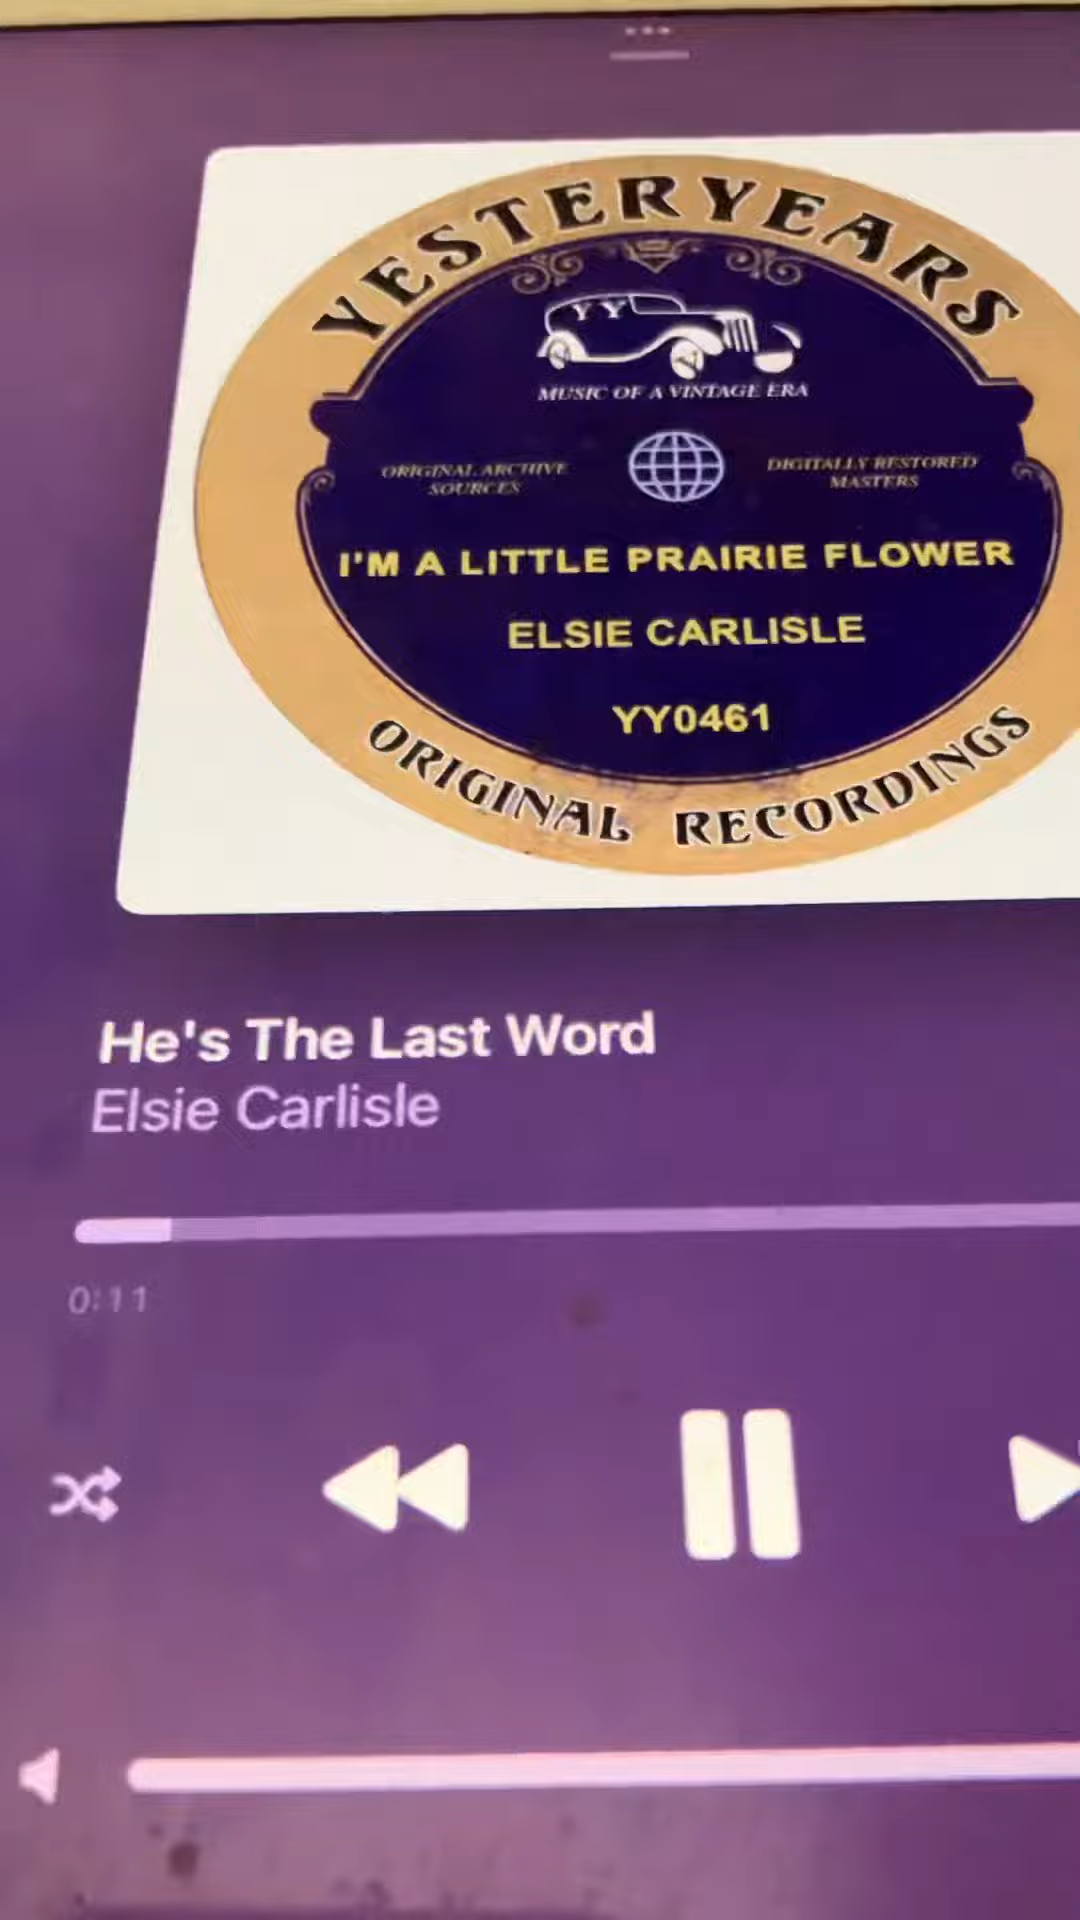 YESTERYEARS
YY
MUSIC OF A VINTAGE ERA
ORIGINAL ARCHIVE
SOURCES
DIGITALLY RESTORED
MASTERS
I'M A LITTLE PRAIRIE FLOWER
ELSIE CARLISLE
YY0461
ORIGINAL RECORDINGS
He's The Last Word
Elsie Carlisle
0:11